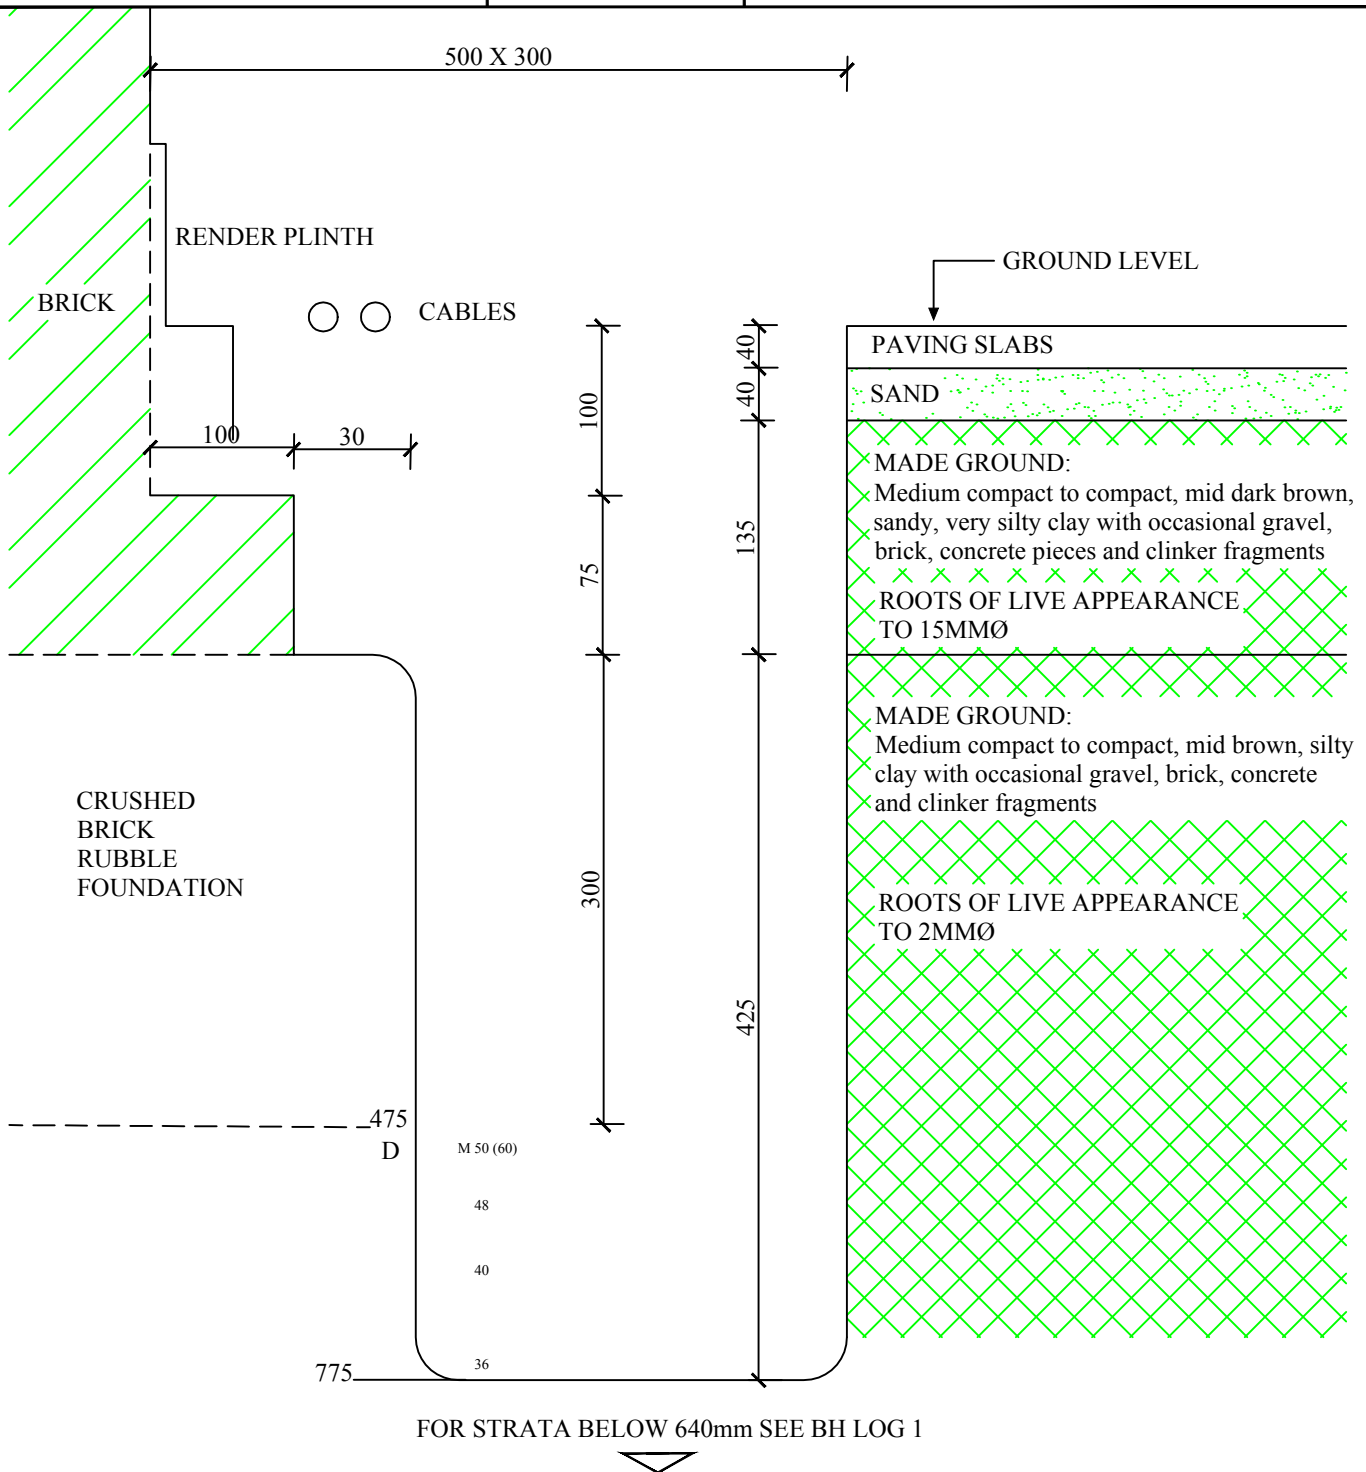 500 X 300
RENDER PLINTH
GROUND LEVEL
BRICK
CABLES
PAVING SLABS
40
SAND
40
100
100
30
MADE GROUND:
Medium compact to compact, mid dark brown,
sandy, very silty clay with occasional gravel,
brick, concrete pieces and clinker fragments
135
75
ROOTS OF LIVE APPEARANCE
TO 15MMØ
MADE GROUND:
Medium compact to compact, mid brown, silty
clay with occasional gravel, brick, concrete
and clinker fragments
CRUSHED
BRICK
RUBBLE
FOUNDATION
300
ROOTS OF LIVE APPEARANCE
TO 2MMØ
425
475
D
M 50 (60)
48
40
36
775
FOR STRATA BELOW 640mm SEE BH LOG 1